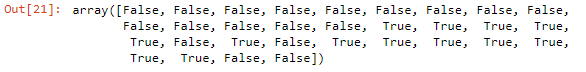 Out[21]: array([False, False, False, False, False, False, False, False, False,
False, False, False, False, False, True, True, True, True,
True, False, True, False, True, True, True, True, True,
True, True, False, False])